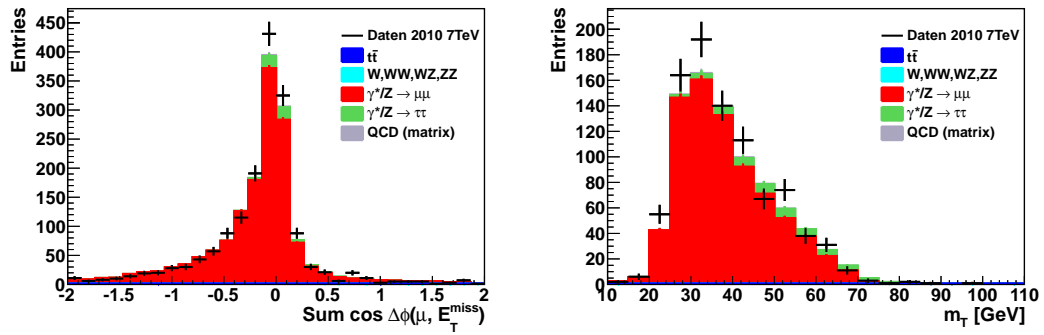 Entries
450
400
350
300
250
200
150
100
50
0
-2 -1.5 -1 -0.5 0 0.5 1 1.5 2
Sum cos Δϕ(μ, E_T^miss)
Daten 2010 7TeV
tt̄
W,WW,WZ,ZZ
γ*/Z → μμ
γ*/Z → ττ
QCD (matrix)
Entries
200
180
160
140
120
100
80
60
40
20
0
10 20 30 40 50 60 70 80 90 100 110
m_T [GeV]
Daten 2010 7TeV
tt̄
W,WW,WZ,ZZ
γ*/Z → μμ
γ*/Z → ττ
QCD (matrix)